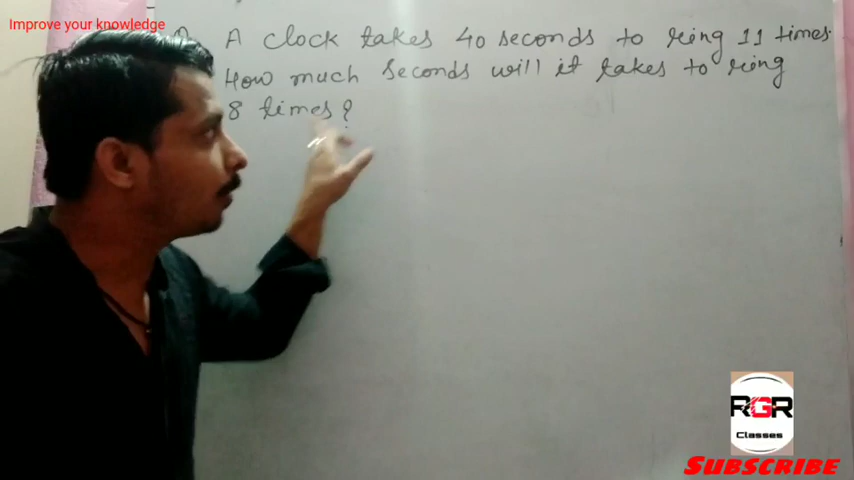 Improve your knowledge
Q. A clock takes 40 seconds to ring 11 times.
How much seconds will it takes to ring
8 times?
RGR
Classes
SUBSCRIBE